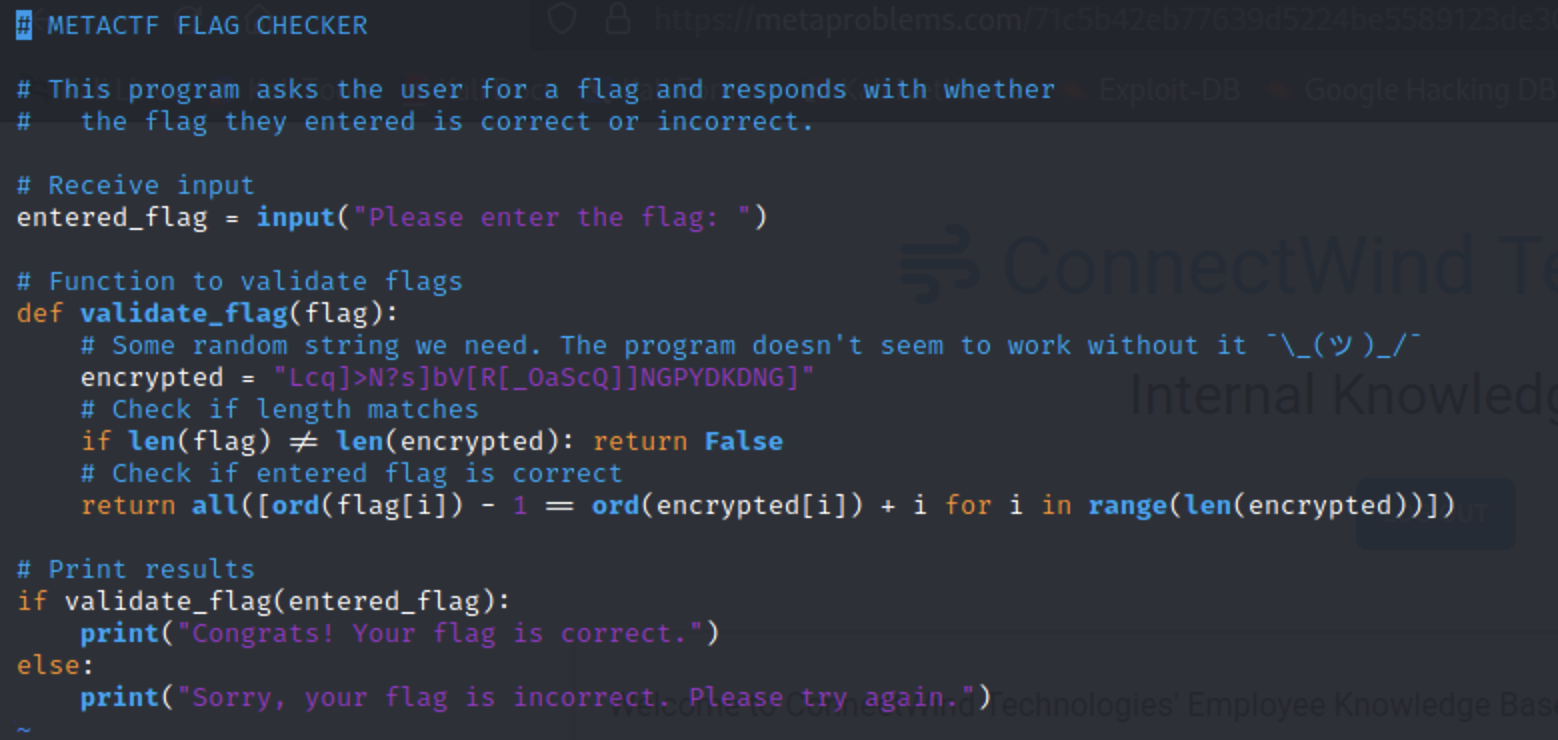 # METACTF FLAG CHECKER
https://metaproblems.com/71c5b42eb77639d5224be5589123de3
# This program asks the user for a flag and responds with whether
Exploit-DB
Google Hacking DB
#   the flag they entered is correct or incorrect.
# Receive input
entered_flag = input("Please enter the flag: ")
ConnectWind Te
# Function to validate flags
def validate_flag(flag):
    # Some random string we need. The program doesn't seem to work without it ¯\_(ツ)_/¯
    encrypted = "Lcq]>N?s]bV[R[_OaScQ]]NGPYDKDNG]"
Internal Knowledg
    # Check if length matches
    if len(flag) ≠ len(encrypted): return False
    # Check if entered flag is correct
    return all([ord(flag[i]) - 1 == ord(encrypted[i]) + i for i in range(len(encrypted))])
# Print results
if validate_flag(entered_flag):
    print("Congrats! Your flag is correct.")
else:
    print("Sorry, your flag is incorrect. Please try again.")
Welcome to ConnectWind Technologies' Employee Knowledge Bas
~